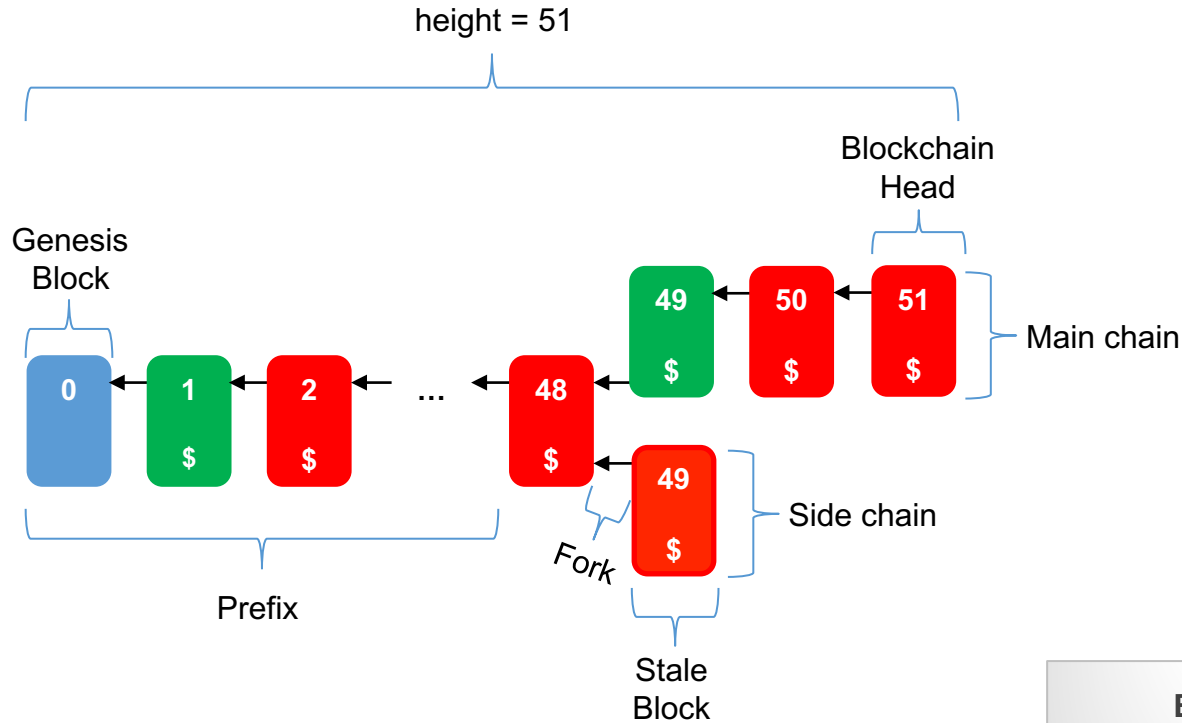 height = 51
Blockchain
Head
Genesis
Block
49
50
51
$
$
$
Main chain
0
1
2
...
48
$
$
$
49
$
Side chain
Fork
Prefix
Stale
Block